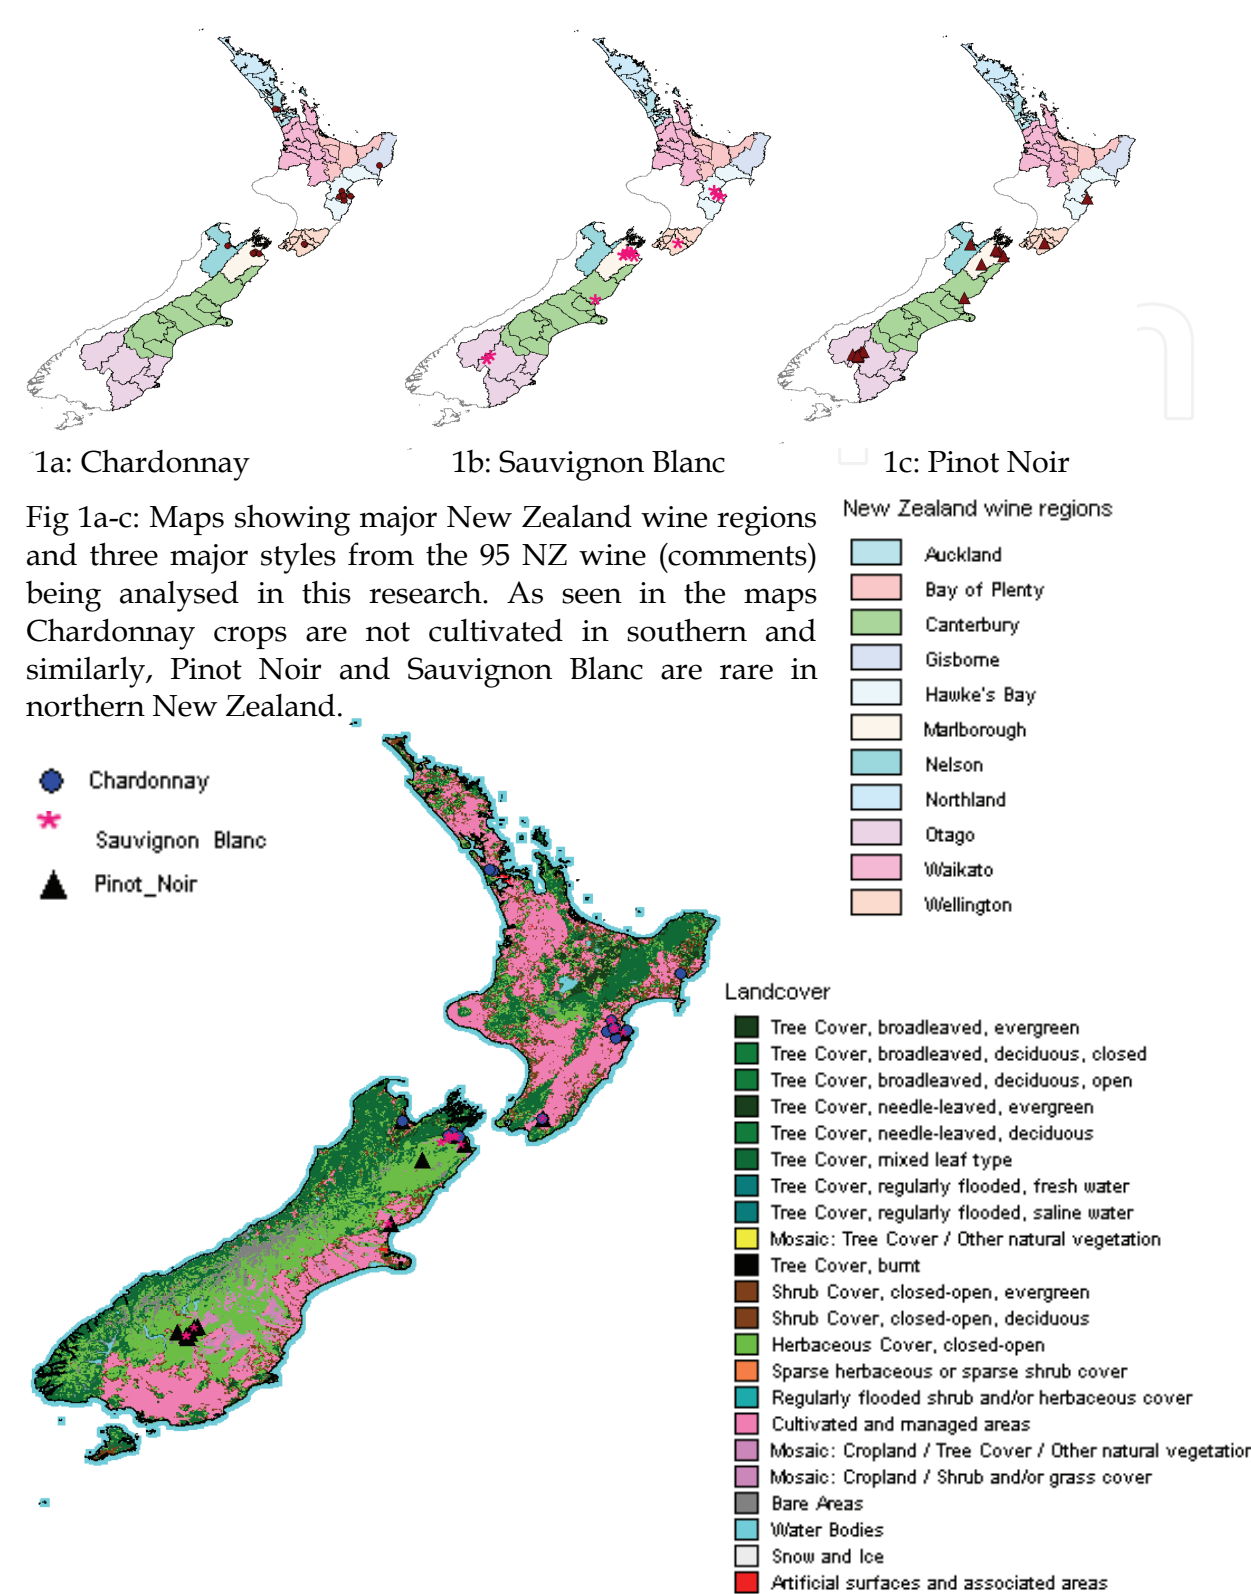 1a: Chardonnay
1b: Sauvignon Blanc
1c: Pinot Noir
Fig 1a-c: Maps showing major New Zealand wine regions
and three major styles from the 95 NZ wine (comments)
being analysed in this research. As seen in the maps
Chardonnay crops are not cultivated in southern and
similarly, Pinot Noir and Sauvignon Blanc are rare in
northern New Zealand.
New Zealand wine regions
Auckland
Bay of Plenty
Canterbury
Gisborne
Hawke's Bay
Marlborough
Nelson
Northland
Otago
Waikato
Wellington
Chardonnay
Sauvignon Blanc
Pinot_Noir
Landcover
Tree Cover, broadleaved, evergreen
Tree Cover, broadleaved, deciduous, closed
Tree Cover, broadleaved, deciduous, open
Tree Cover, needle-leaved, evergreen
Tree Cover, needle-leaved, deciduous
Tree Cover, mixed leaf type
Tree Cover, regularly flooded, fresh water
Tree Cover, regularly flooded, saline water
Mosaic: Tree Cover / Other natural vegetation
Tree Cover, burnt
Shrub Cover, closed-open, evergreen
Shrub Cover, closed-open, deciduous
Herbaceous Cover, closed-open
Sparse herbaceous or sparse shrub cover
Regularly flooded shrub and/or herbaceous cover
Cultivated and managed areas
Mosaic: Cropland / Tree Cover / Other natural vegetation
Mosaic: Cropland / Shrub and/or grass cover
Bare Areas
Water Bodies
Snow and Ice
Artificial surfaces and associated areas